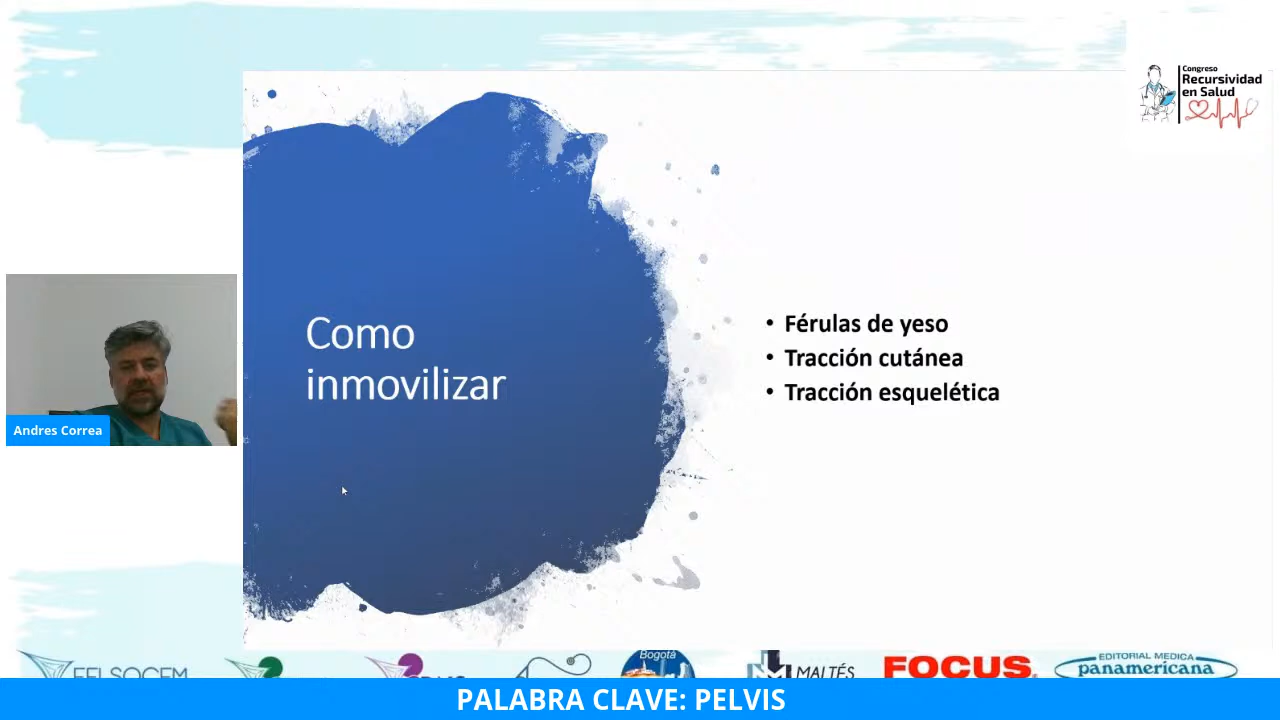 Congreso
Recursividad
en Salud
Como
inmovilizar
• Férulas de yeso
• Tracción cutánea
• Tracción esquelética
Andres Correa
Bogotá
MALTÉS
FOCUS
EDITORIAL MEDICA
panamericana
PALABRA CLAVE: PELVIS